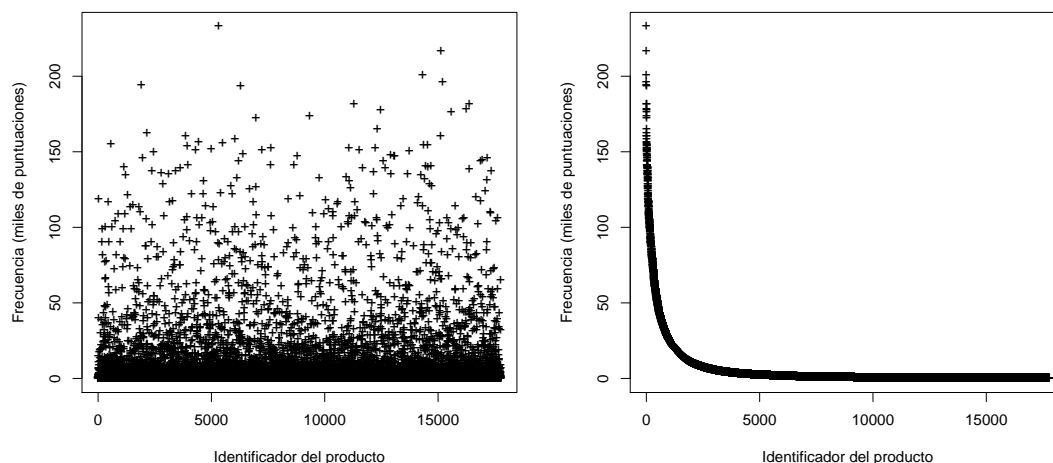 Frecuencia (miles de puntuaciones)
200
150
100
50
0
0 5000 10000 15000
Identificador del producto
Frecuencia (miles de puntuaciones)
200
150
100
50
0
0 5000 10000 15000
Identificador del producto